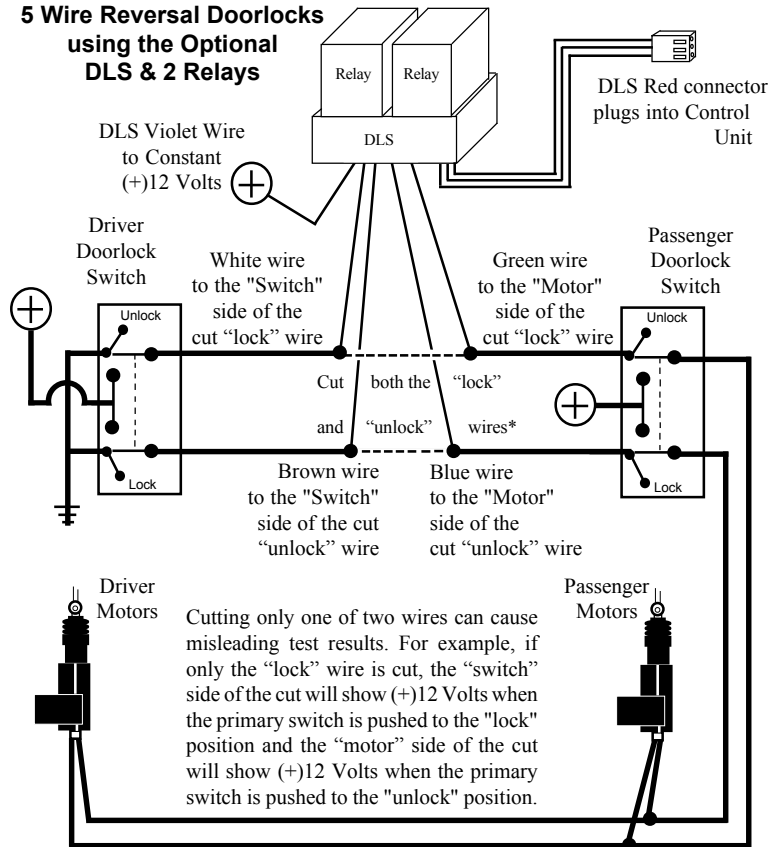 5 Wire Reversal Doorlocks
using the Optional
DLS & 2 Relays
Relay
Relay
DLS
DLS Red connector
plugs into Control
Unit
DLS Violet Wire
to Constant
(+)12 Volts
Driver
Doorlock
Switch
White wire
to the "Switch"
side of the
cut “lock” wire
Green wire
to the "Motor"
side of the
cut “lock” wire
Passenger
Doorlock
Switch
Unlock
Lock
Unlock
Lock
Cut both the “lock”
and “unlock” wires*
Brown wire
to the "Switch"
side of the cut
“unlock” wire
Blue wire
to the "Motor"
side of the
cut “unlock” wire
Driver
Motors
Passenger
Motors
Cutting only one of two wires can cause
misleading test results. For example, if
only the “lock” wire is cut, the “switch”
side of the cut will show (+)12 Volts when
the primary switch is pushed to the "lock"
position and the “motor” side of the cut
will show (+)12 Volts when the primary
switch is pushed to the "unlock" position.